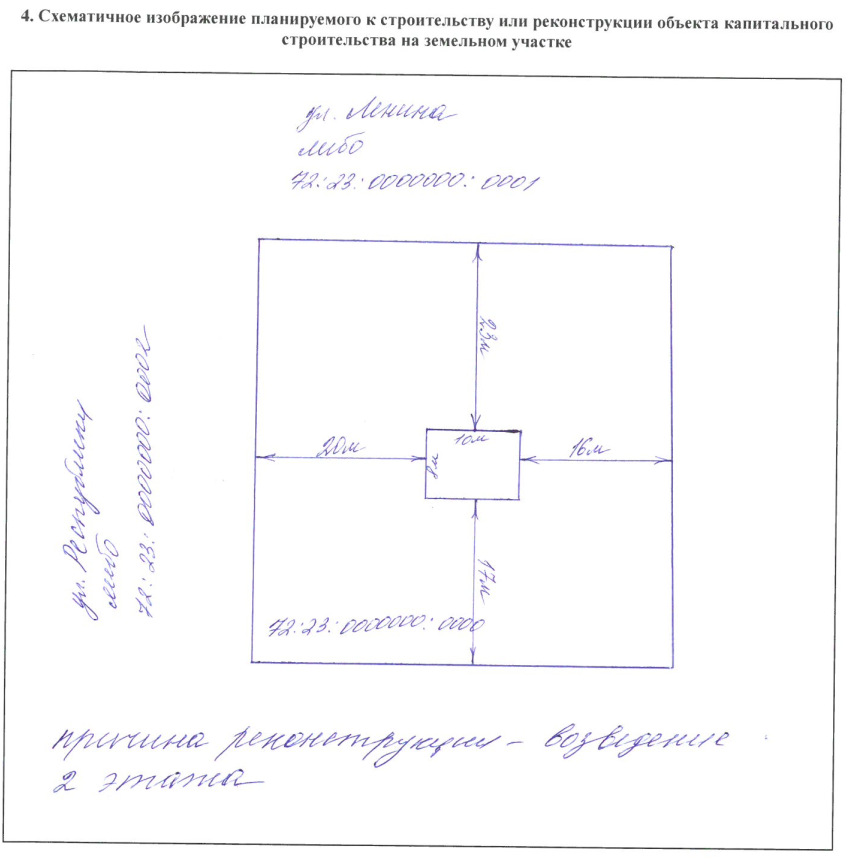 4. Схематичное изображение планируемого к строительству или реконструкции объекта капитального
строительства на земельном участке
ул. Ленина
либо
72:23:0000000:0001
23м
20м
10м
8м
16м
17м
ул. Республики
либо
72:23:0000000:0002
72:23:0000000:0000
причина реконструкции – возведение
2 этажа